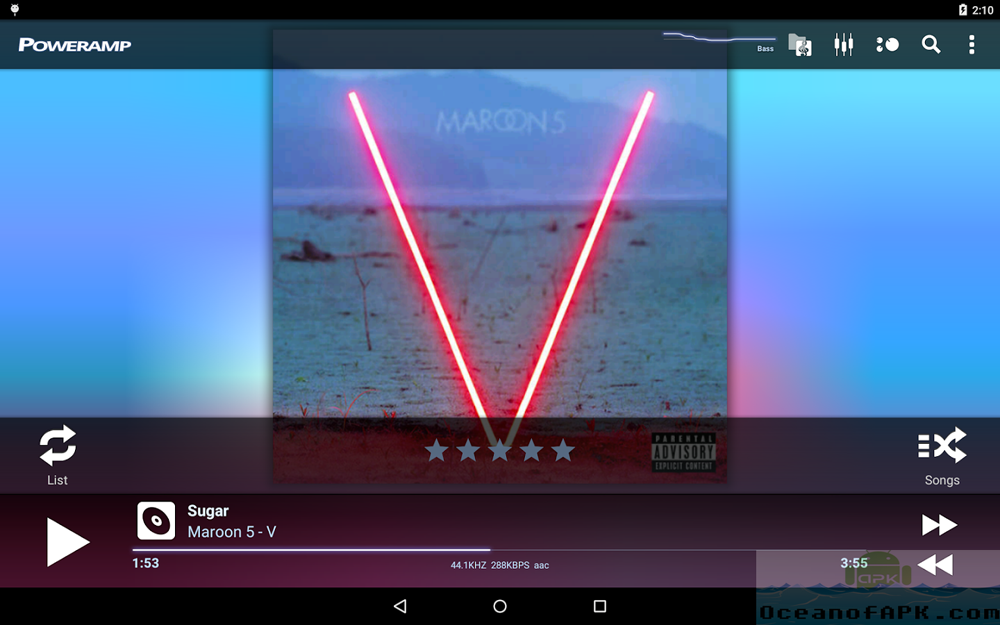 2:10
POWERAMP
Bass
MAROON 5
PARENTAL
ADVISORY
EXPLICIT CONTENT
List
Songs
Sugar
Maroon 5 - V
1:53
44.1KHZ 288KBPS aac
3:55
APK
OceanofAPK.com